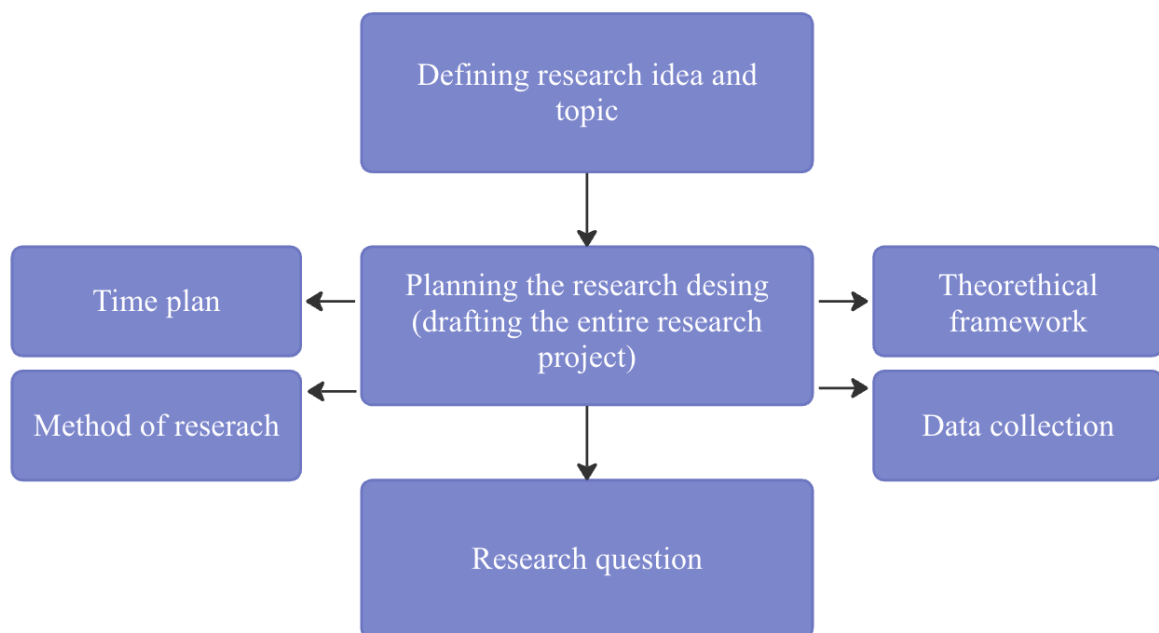 Defining research idea and
topic
Time plan
Planning the research desing
(drafting the entire research
project)
Theorethical
framework
Method of reserach
Data collection
Research question